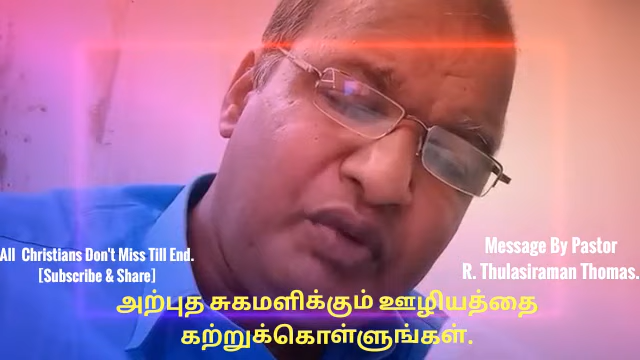 All Christians Don't Miss Till End.
[Subscribe & Share]
Message By Pastor
R. Thulasiraman Thomas.
அற்புத சுகமளிக்கும் ஊழியத்தை
கற்றுக்கொள்ளுங்கள்.